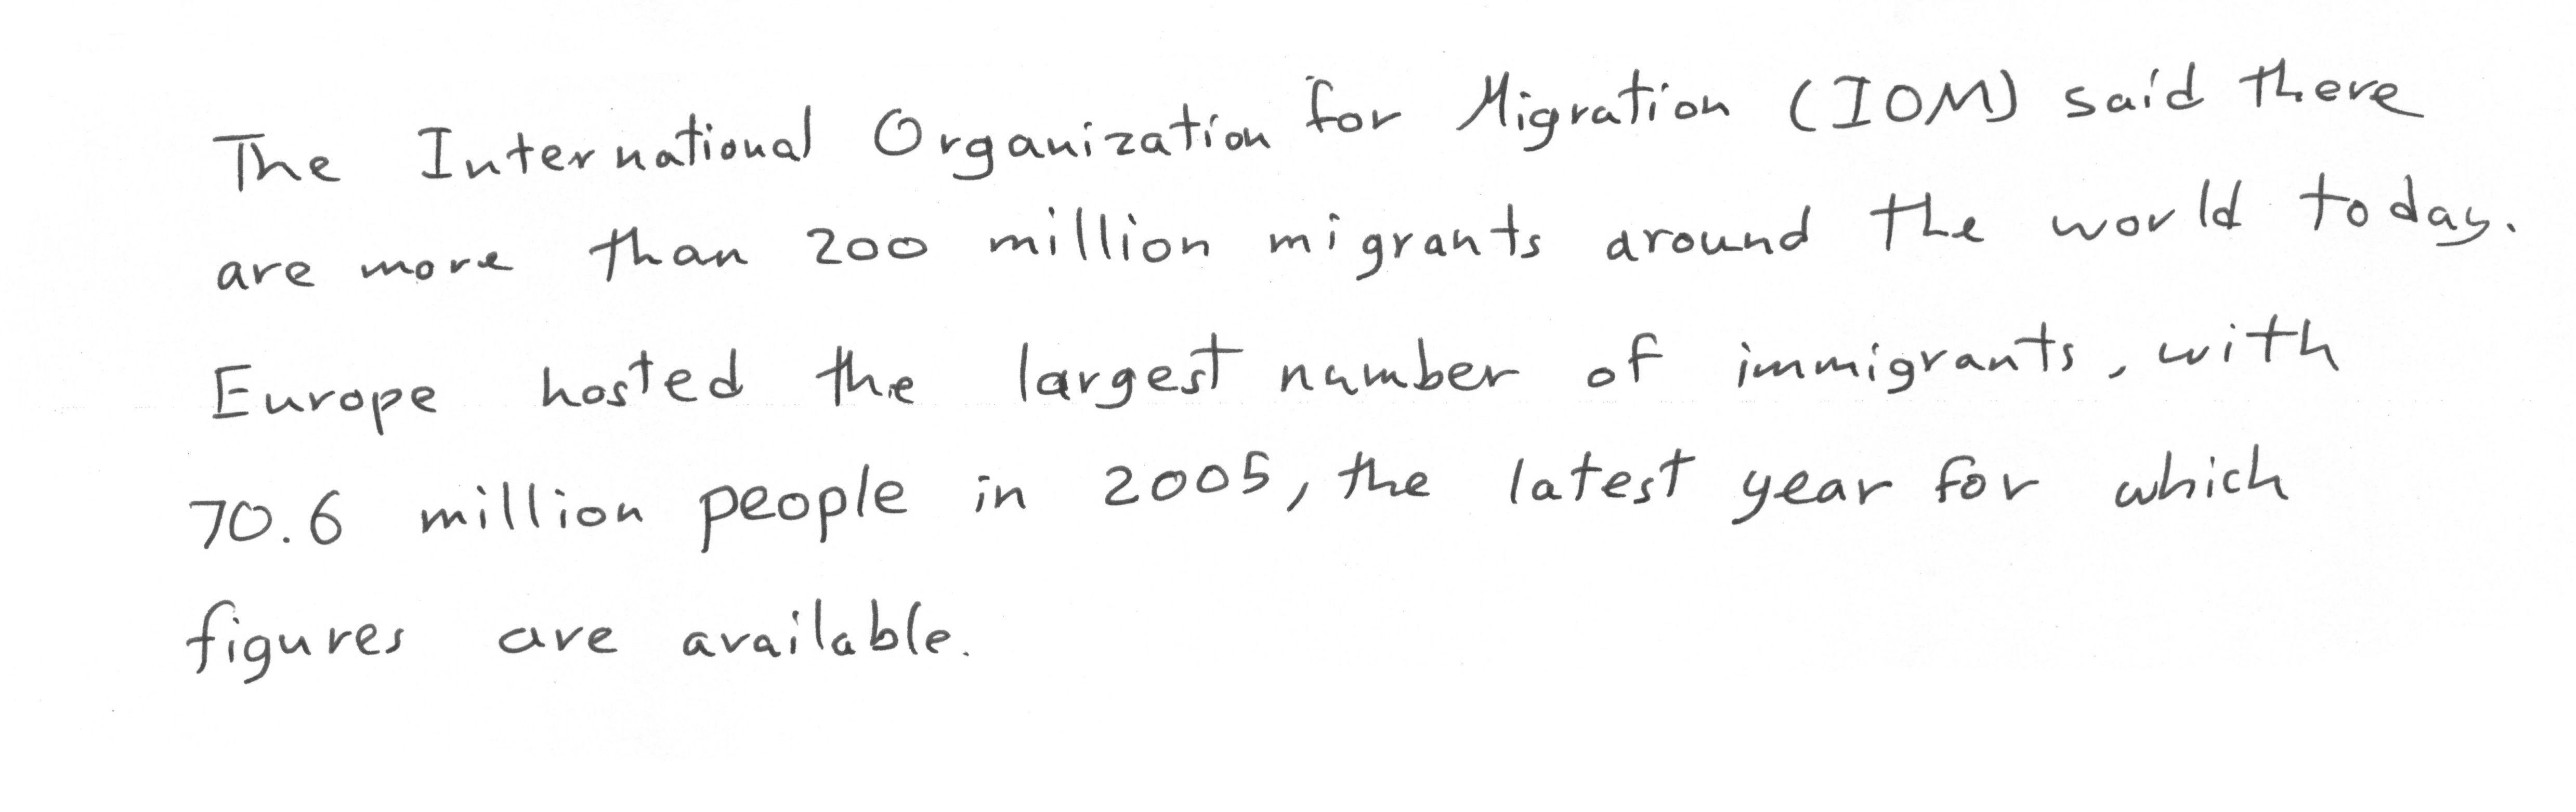 The International Organization for Migration (IOM) said there
are more than 200 million migrants around the world today.
Europe hosted the largest number of immigrants, with
70.6 million people in 2005, the latest year for which
figures are available.